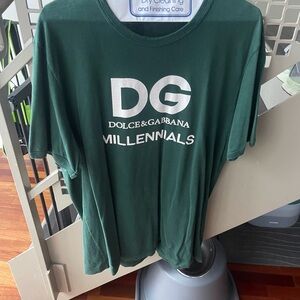 Dry Cleaning
and Finishing Care
DG
DOLCE & GABBANA
MILLENNIALS